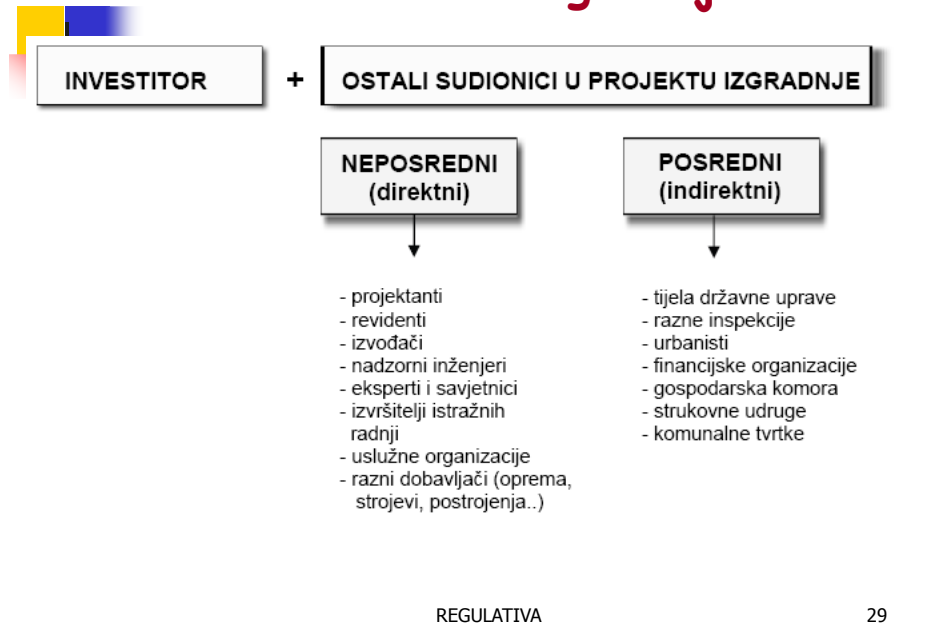 INVESTITOR + OSTALI SUDIONICI U PROJEKTU IZGRADNJE
NEPOSREDNI
(direktni)
- projektanti
- revidenti
- izvođači
- nadzorni inženjeri
- eksperti i savjetnici
- izvršitelji istražnih
radnji
- uslužne organizacije
- razni dobavljači (oprema,
strojevi, postrojenja..)
POSREDNI
(indirektni)
- tijela državne uprave
- razne inspekcije
- urbanisti
- financijske organizacije
- gospodarska komora
- strukovne udruge
- komunalne tvrtke
REGULATIVA
29